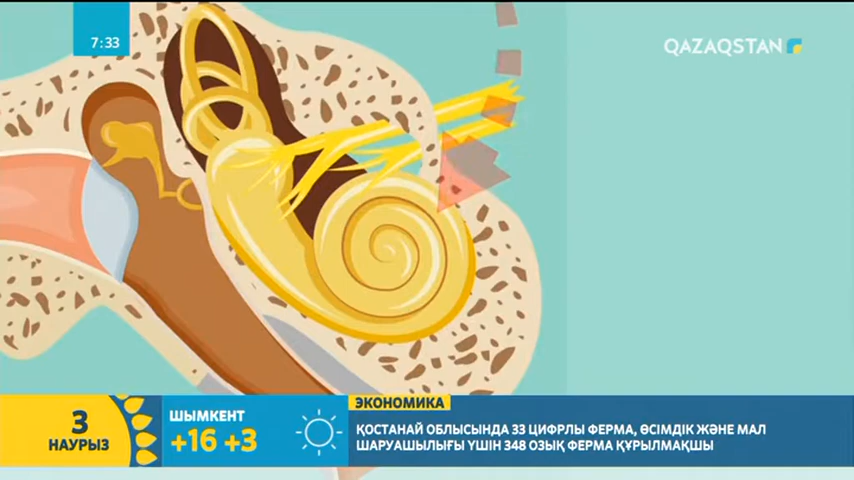 7:33
QAZAQSTAN
3
НАУРЫЗ
ШЫМКЕНТ
+16 +3
ЭКОНОМИКА
ҚОСТАНАЙ ОБЛЫСЫНДА 33 ЦИФРЛЫ ФЕРМА, ӨСІМДІК ЖӘНЕ МАЛ
ШАРУАШЫЛЫҒЫ ҮШІН 348 ОЗЫҚ ФЕРМА ҚҰРЫЛМАҚШЫ